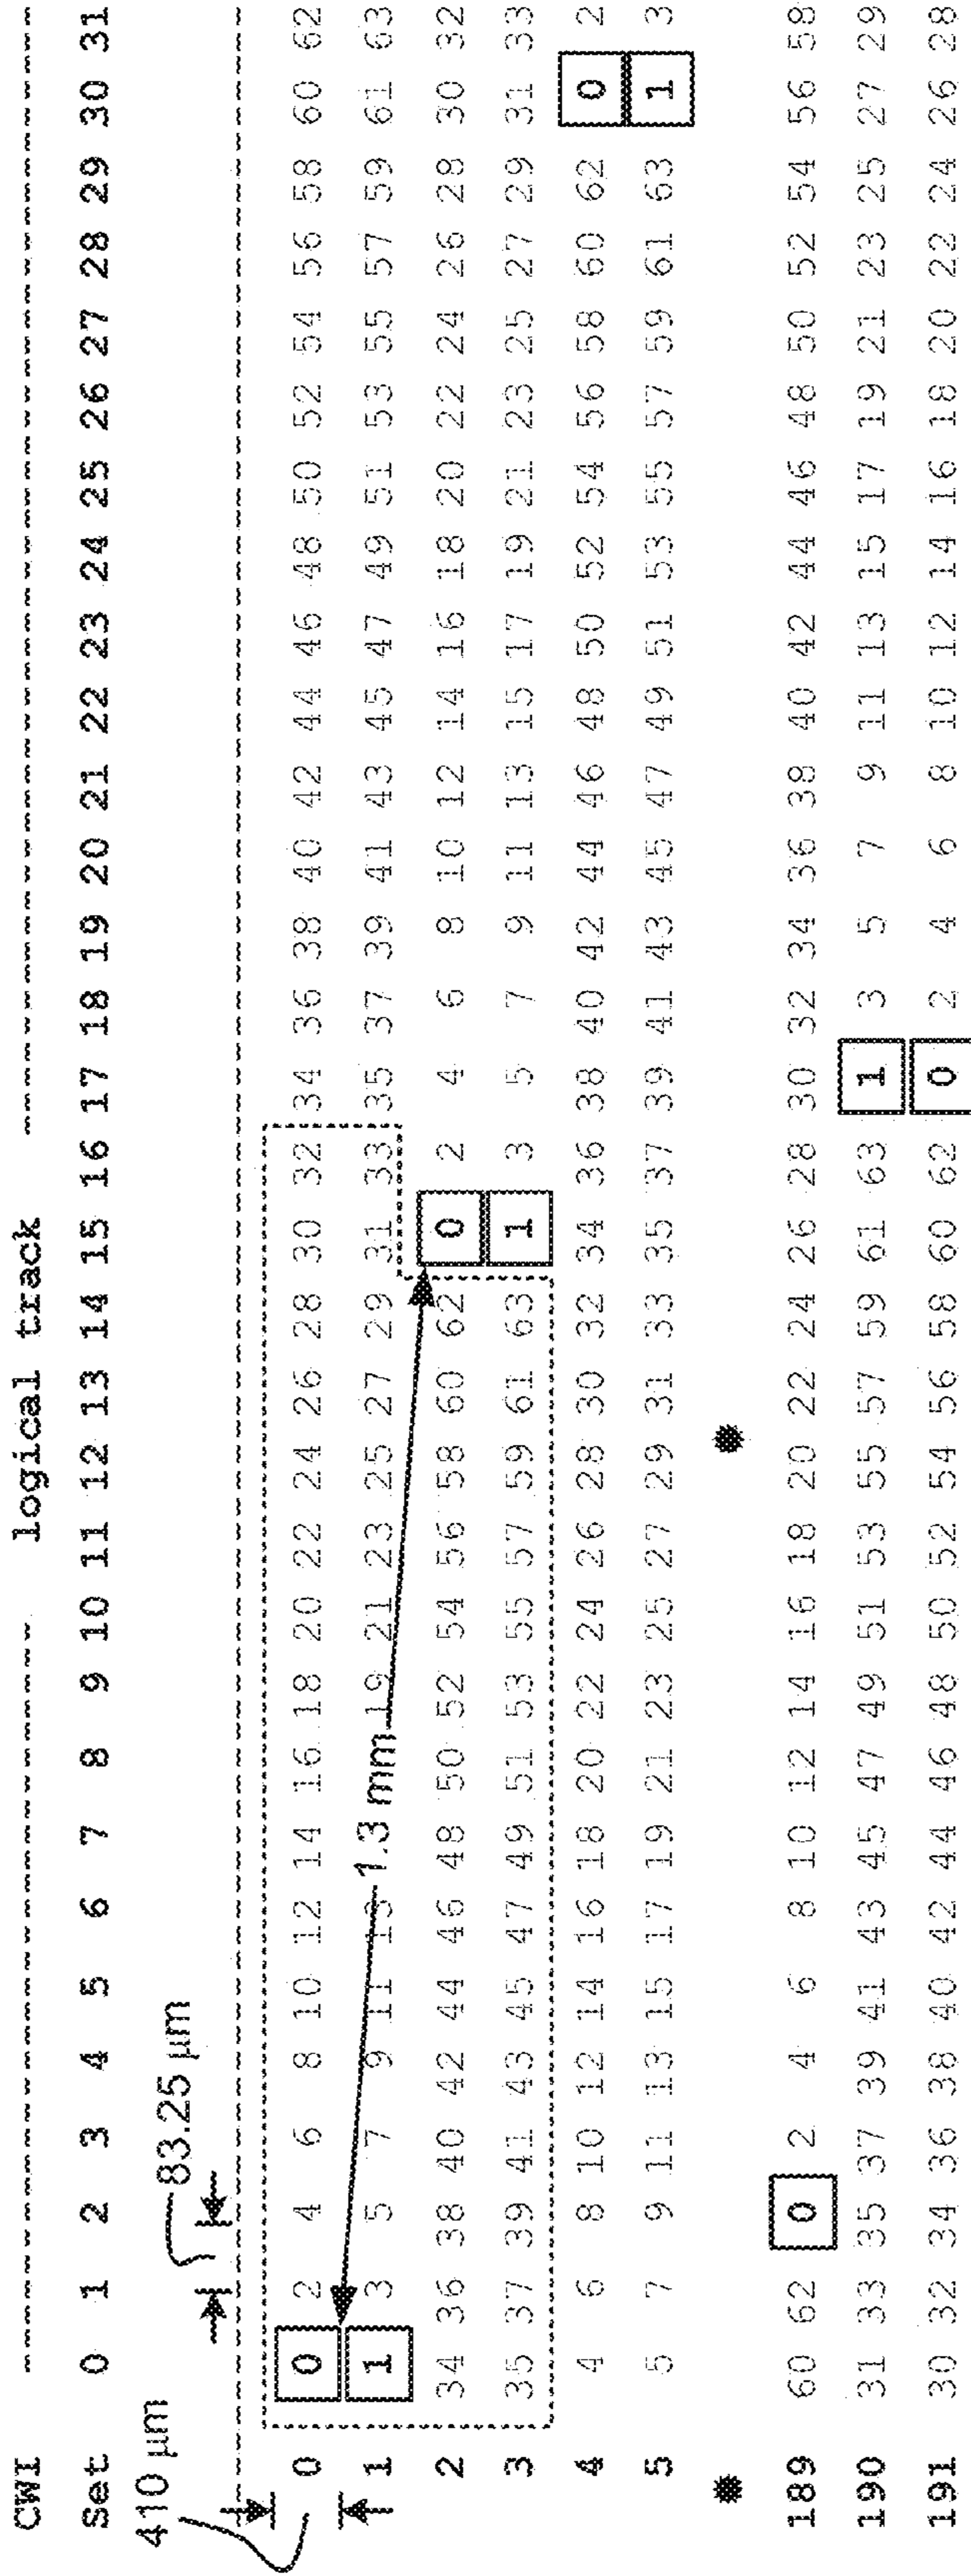 CWI -------------------- logical track --------------------
Set 0 1 2 3 4 5 6 7 8 9 10 11 12 13 14 15 16 17 18 19 20 21 22 23 24 25 26 27 28 29 30 31
410 µm 83.25 µm
0 0 2 4 6 8 10 12 14 16 18 20 22 24 26 28 30 32 34 36 38 40 42 44 46 48 50 52 54 56 58 60 62
1 1 3 5 7 9 11 13 1.3 mm 19 21 23 25 27 29 31 33 35 37 39 41 43 45 47 49 51 53 55 57 59 61 63
2 34 36 38 40 42 44 46 48 50 52 54 56 58 60 62 0 2 4 6 8 10 12 14 16 18 20 22 24 26 28 30 32
3 35 37 39 41 43 45 47 49 51 53 55 57 59 61 63 1 3 5 7 9 11 13 15 17 19 21 23 25 27 29 31 33
4 4 6 8 10 12 14 16 18 20 22 24 26 28 30 32 34 36 38 40 42 44 46 48 50 52 54 56 58 60 62 0 2
5 5 7 9 11 13 15 17 19 21 23 25 27 29 31 33 35 37 39 41 43 45 47 49 51 53 55 57 59 61 63 1 3
* *
189 60 62 0 2 4 6 8 10 12 14 16 18 20 22 24 26 28 30 32 34 36 38 40 42 44 46 48 50 52 54 56 58
190 31 33 35 37 39 41 43 45 47 49 51 53 55 57 59 61 63 1 3 5 7 9 11 13 15 17 19 21 23 25 27 29
191 30 32 34 36 38 40 42 44 46 48 50 52 54 56 58 60 62 0 2 4 6 8 10 12 14 16 18 20 22 24 26 28